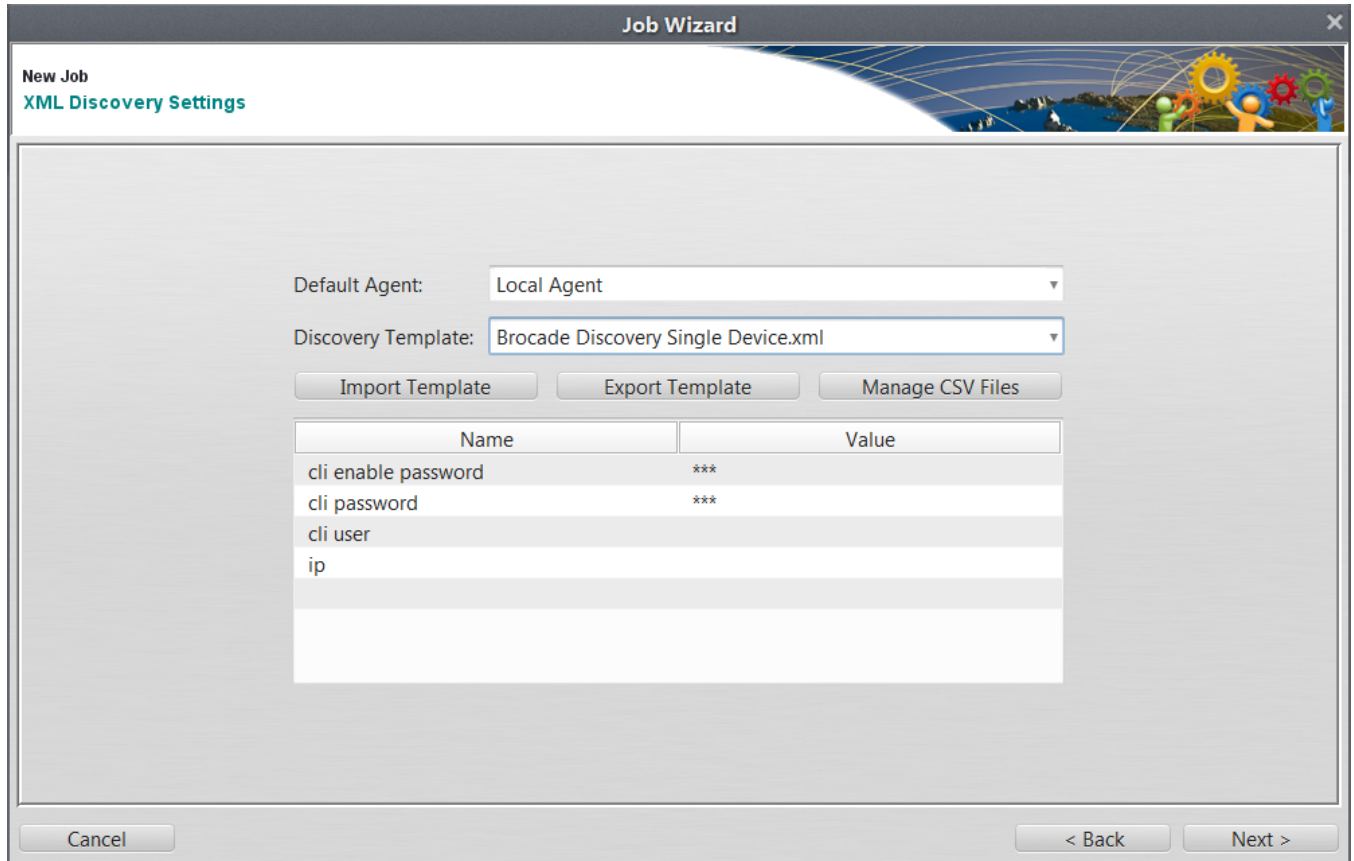 Job Wizard
New Job
XML Discovery Settings
Default Agent: Local Agent
Discovery Template: Brocade Discovery Single Device.xml
Import Template Export Template Manage CSV Files
Name Value
cli enable password ***
cli password ***
cli user
ip
Cancel < Back Next >